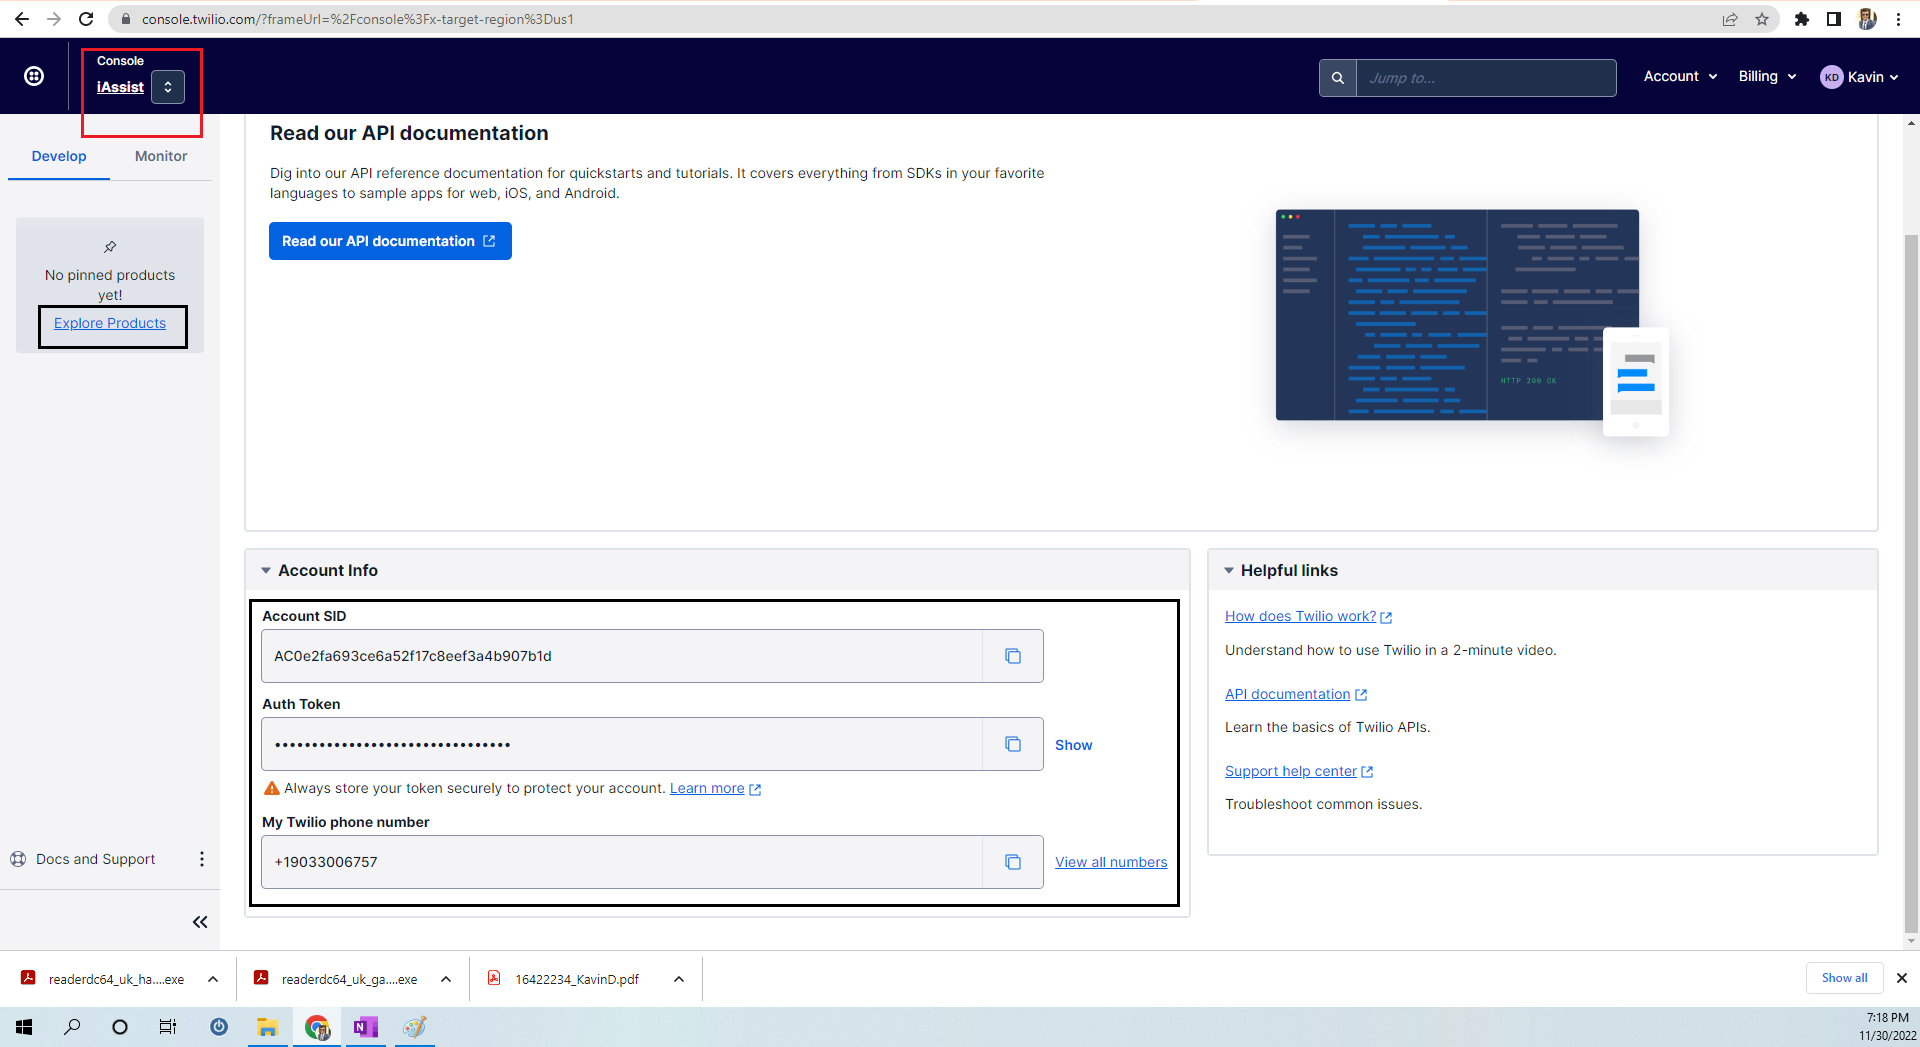 console.twilio.com/?frameUrl=%2Fconsole%3Fx-target-region%3Dus1
Console
iAssist
Jump to...
Account
Billing
KD Kavin
Develop
Monitor
No pinned products
yet!
Explore Products
Read our API documentation
Dig into our API reference documentation for quickstarts and tutorials. It covers everything from SDKs in your favorite
languages to sample apps for web, iOS, and Android.
Read our API documentation
HTTP 200 OK
Account Info
Account SID
AC0e2fa693ce6a52f17c8eef3a4b907b1d
Auth Token
••••••••••••••••••••••••••••••••
Show
Always store your token securely to protect your account. Learn more
My Twilio phone number
+19033006757
View all numbers
Helpful links
How does Twilio work?
Understand how to use Twilio in a 2-minute video.
API documentation
Learn the basics of Twilio APIs.
Support help center
Troubleshoot common issues.
Docs and Support
readerdc64_uk_ha....exe
readerdc64_uk_ga....exe
16422234_KavinD.pdf
Show all
7:18 PM
11/30/2022